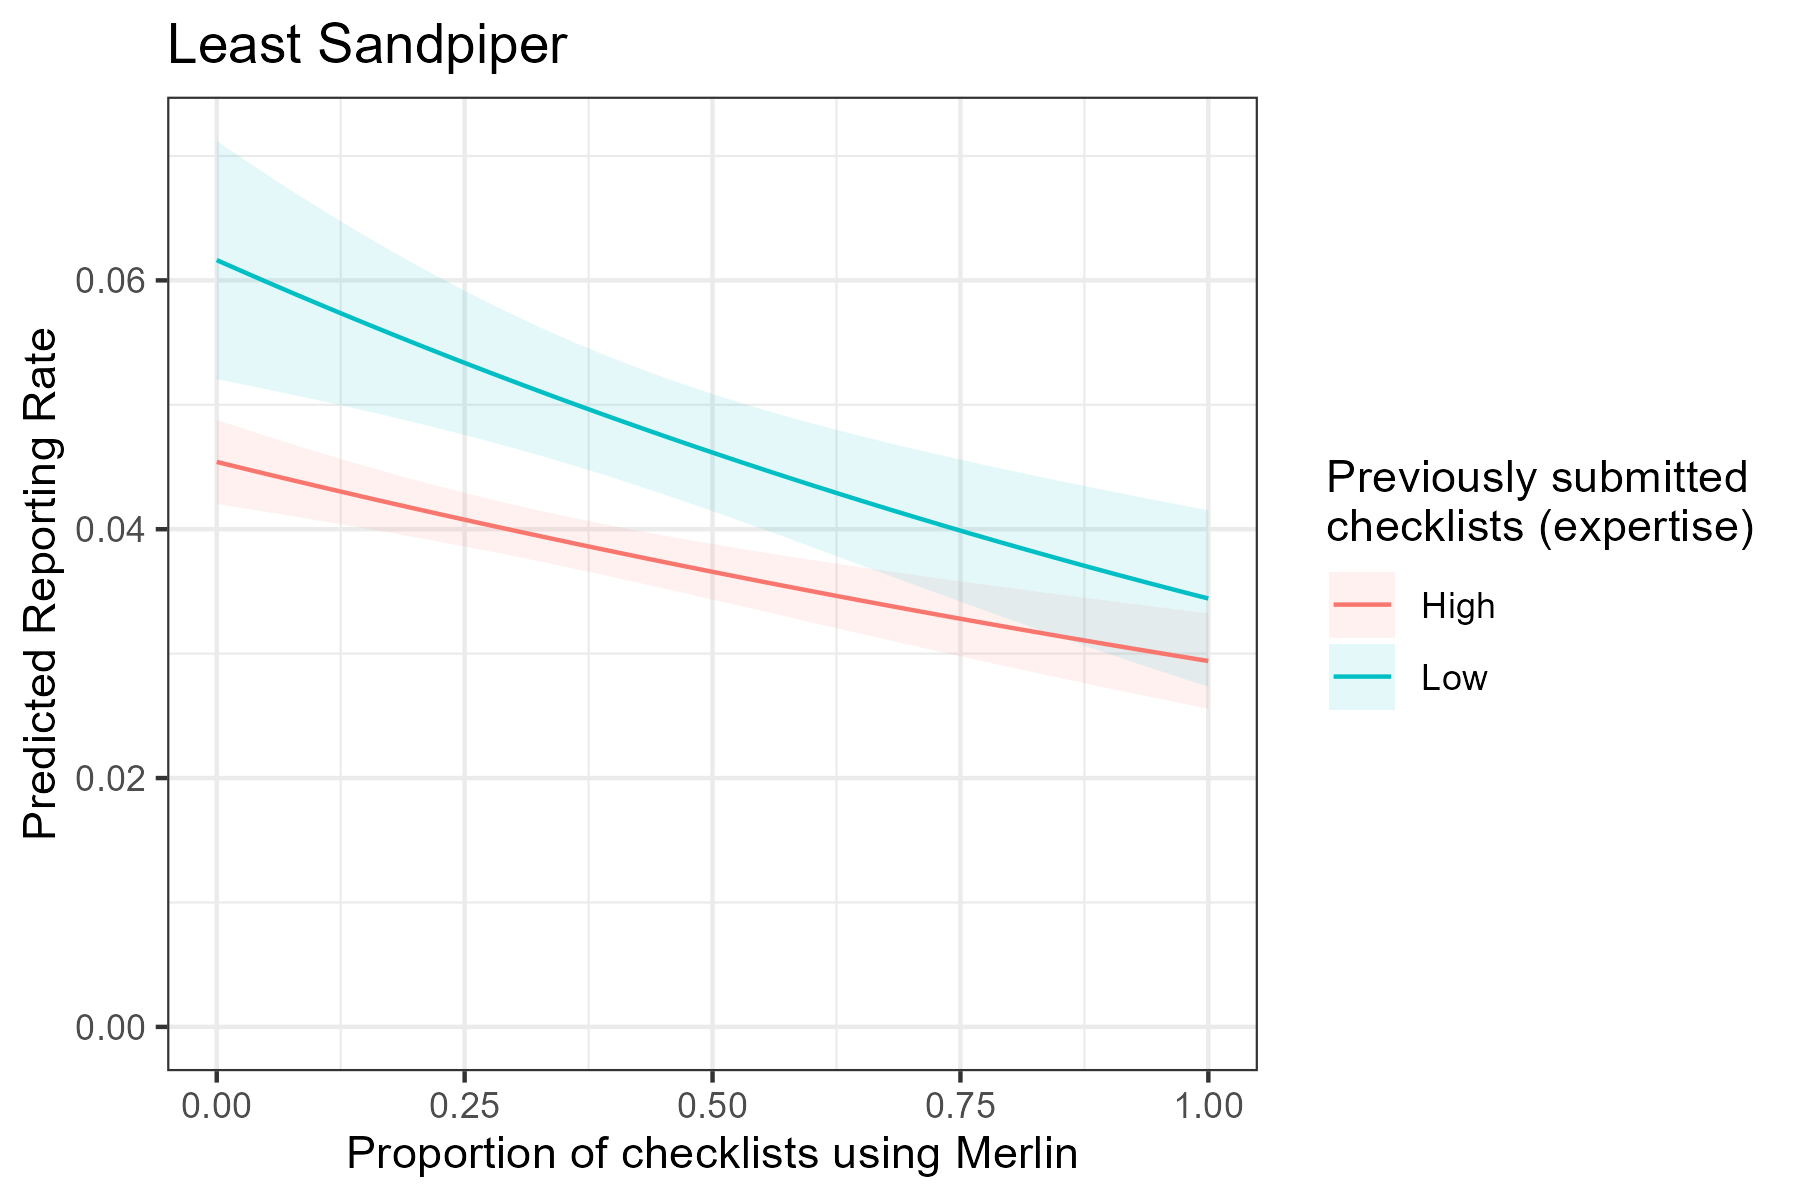 Least Sandpiper
Predicted Reporting Rate
0.06
0.04
0.02
0.00
0.00 0.25 0.50 0.75 1.00
Proportion of checklists using Merlin
Previously submitted
checklists (expertise)
High
Low